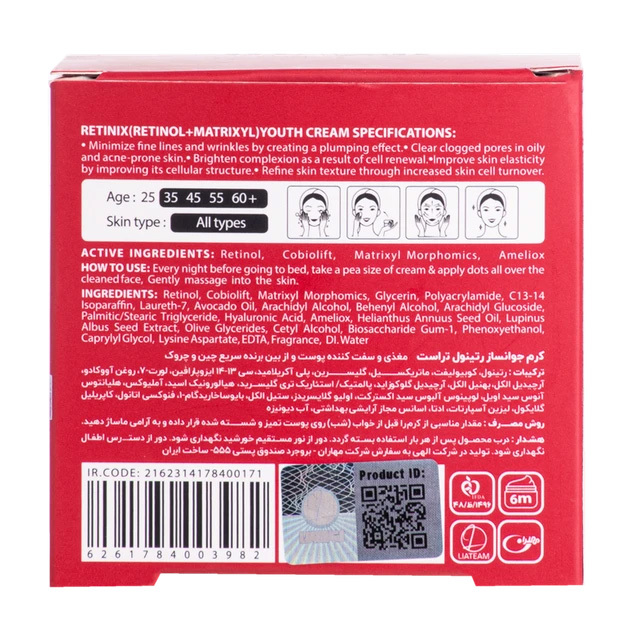 RETINIX(RETINOL+MATRIXYL)YOUTH CREAM SPECIFICATIONS:
• Minimize fine lines and wrinkles by creating a plumping effect.• Clear clogged pores in oily
and acne-prone skin.• Brighten complexion as a result of cell renewal.•Improve skin elasticity
by improving its cellular structure.• Refine skin texture through increased skin cell turnover.
Age : 25 35 45 55 60+
Skin type : All types
ACTIVE INGREDIENTS: Retinol, Cobiolift, Matrixyl Morphomics, Ameliox
HOW TO USE: Every night before going to bed, take a pea size of cream & apply dots all over the
cleaned face, Gently massage into the skin.
INGREDIENTS: Retinol, Cobiolift, Matrixyl Morphomics, Glycerin, Polyacrylamide, C13-14
Isoparaffin, Laureth-7, Avocado Oil, Arachidyl Alcohol, Behenyl Alcohol, Arachidyl Glucoside,
Palmitic/Stearic Triglyceride, Hyaluronic Acid, Ameliox, Helianthus Annuus Seed Oil, Lupinus
Albus Seed Extract, Olive Glycerides, Cetyl Alcohol, Biosaccharide Gum-1, Phenoxyethanol,
Caprylyl Glycol, Lysine Aspartate, EDTA, Fragrance, DI. Water
کرم جوانساز رتینول تراست مغذی و سفت کننده پوست و از بین برنده سریع چین و چروک
ترکیبات : رتینول، کوبیولیفت، ماتریکسیل، گلیسرین، پلی آکریلامید، سی ۱۴-۱۳ ایزوپارافین، لورت-۷، روغن آووکادو،
آرچیدیل الکل، بهنیل الکل، آرچیدیل گلوکوزاید، پالمتیک/ استئاریک تری گلیسرید، هیالورونیک اسید، آملیوکس، هلیانتوس
آنوس سید اویل، لوپینوس آلبوس سید اکسترکت، اولیو گلایسریدز، ستیل الکل، بایوساخاریدگام-۱، فنوکسی اتانول، کاپریلیل
گلایکول، لیزین آسپارتات، ادتا، اسانس مجاز آرایشی بهداشتی، آب دیونیزه
روش مصرف : مقدار مناسبی از کرم را قبل از خواب (شب) روی پوست تمیز و شسته شده قرار داده و به آرامی ماساژ دهید.
هشدار : درب محصول پس از هر بار استفاده بسته گردد. دور از نور مستقیم خورشید نگهداری شود. دور از دسترس اطفال
نگهداری شود. تولید شده در شرکت الهی به سفارش شرکت مهاران - بروجرد صندوق پستی ۵۵۵- ساخت ایران
IR.CODE: 2162314178400171
6 261784 003982
Product ID:
6m
LIATEAM